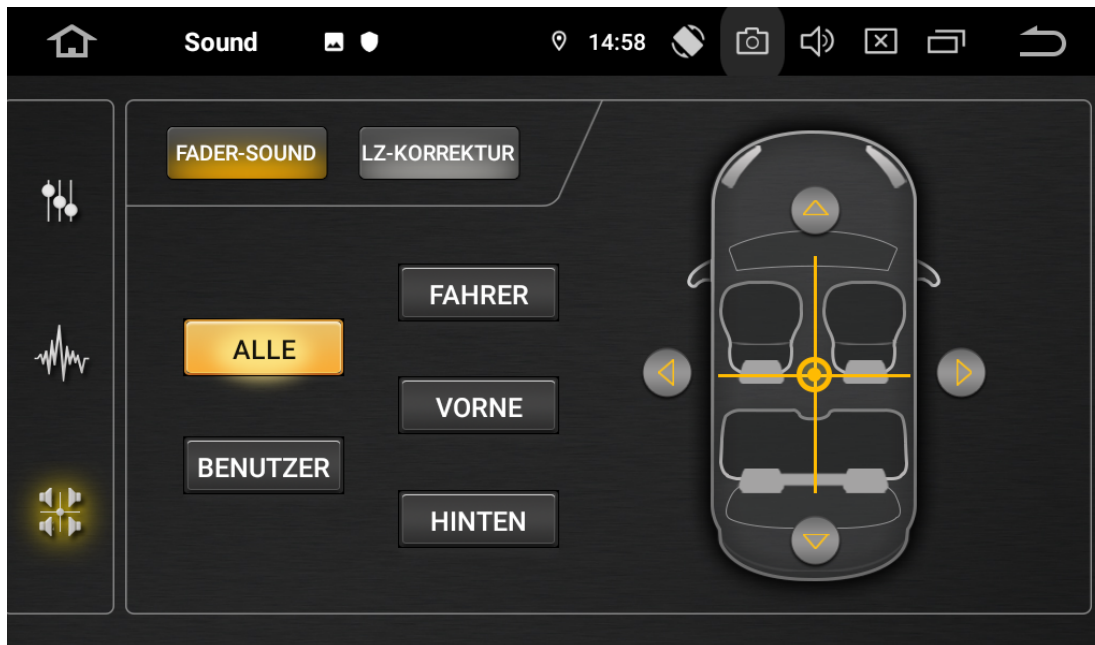 Sound
14:58
FADER-SOUND
LZ-KORREKTUR
FAHRER
ALLE
VORNE
BENUTZER
HINTEN